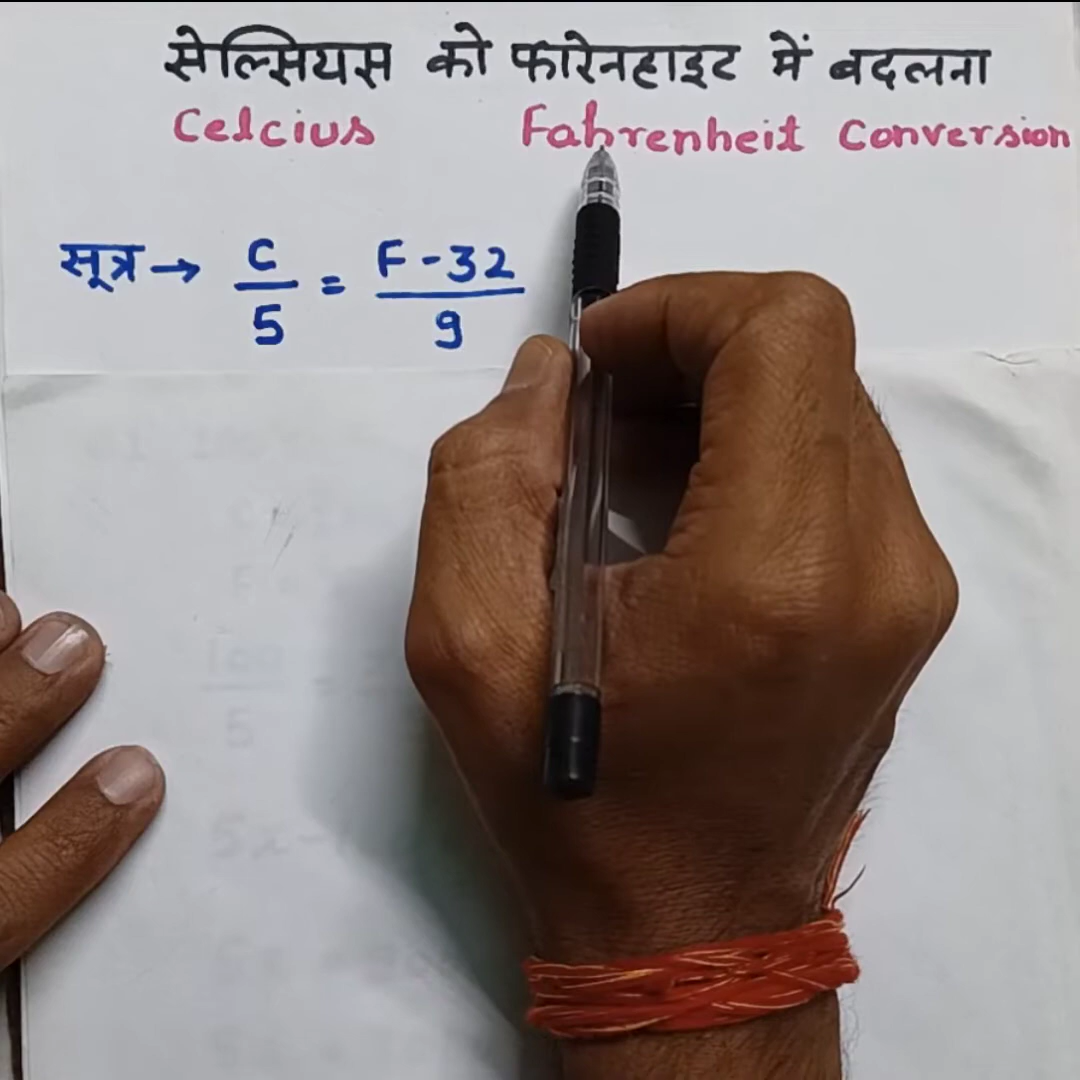 सेल्सियस को फारेनहाइट में बदलना
Celcius Fahrenheit Conversion
सूत्र → C/5 = F-32/9